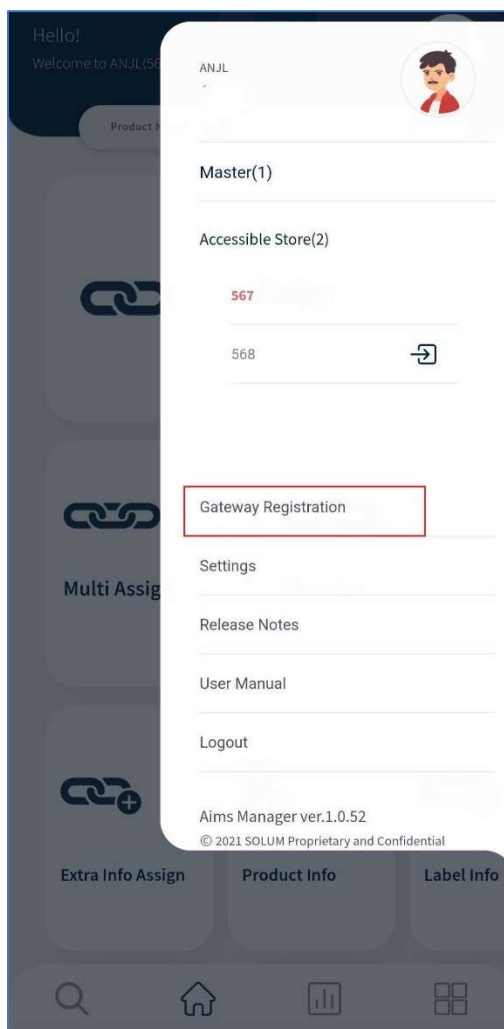 Hello!
Welcome to ANJL(56
Product N
ANJL
Master(1)
Accessible Store(2)
567
568
Gateway Registration
Settings
Release Notes
User Manual
Logout
Aims Manager ver.1.0.52
© 2021 SOLUM Proprietary and Confidential
Multi Assig
Extra Info Assign
Product Info
Label Info